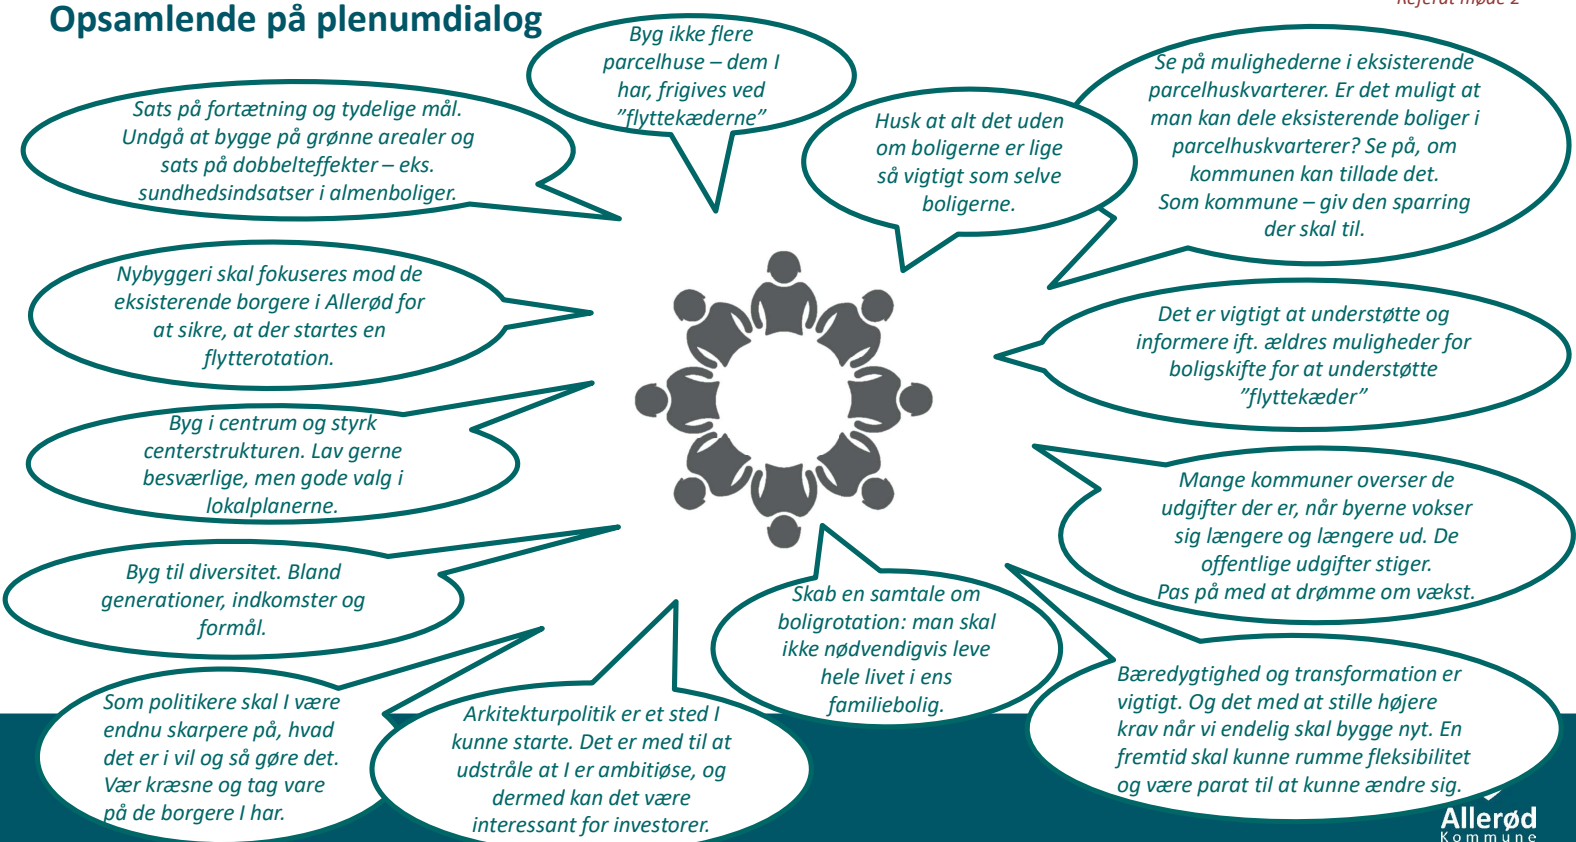 Referat møde 2
Opsamlende på plenumdialog
Byg ikke flere
parcelhuse – dem I
har, frigives ved
”flyttekæderne”
Sats på fortætning og tydelige mål.
Undgå at bygge på grønne arealer og
sats på dobbelteffekter – eks.
sundhedsindsatser i almenboliger.
Husk at alt det uden
om boligerne er lige
så vigtigt som selve
boligerne.
Se på mulighederne i eksisterende
parcelhuskvarterer. Er det muligt at
man kan dele eksisterende boliger i
parcelhuskvarterer? Se på, om
kommunen kan tillade det.
Som kommune – giv den sparring
der skal til.
Nybyggeri skal fokuseres mod de
eksisterende borgere i Allerød for
at sikre, at der startes en
flytterotation.
Det er vigtigt at understøtte og
informere ift. ældres muligheder for
boligskifte for at understøtte
”flyttekæder”
Byg i centrum og styrk
centerstrukturen. Lav gerne
besværlige, men gode valg i
lokalplanerne.
Mange kommuner overser de
udgifter der er, når byerne vokser
sig længere og længere ud. De
offentlige udgifter stiger.
Pas på med at drømme om vækst.
Byg til diversitet. Bland
generationer, indkomster og
formål.
Skab en samtale om
boligrotation: man skal
ikke nødvendigvis leve
hele livet i ens
familiebolig.
Som politikere skal I være
endnu skarpere på, hvad
det er i vil og så gøre det.
Vær kræsne og tag vare
på de borgere I har.
Arkitekturpolitik er et sted I
kunne starte. Det er med til at
udstråle at I er ambitiøse, og
dermed kan det være
interessant for investorer.
Bæredygtighed og transformation er
vigtigt. Og det med at stille højere
krav når vi endelig skal bygge nyt. En
fremtid skal kunne rumme fleksibilitet
og være parat til at kunne ændre sig.
Allerød
Kommune